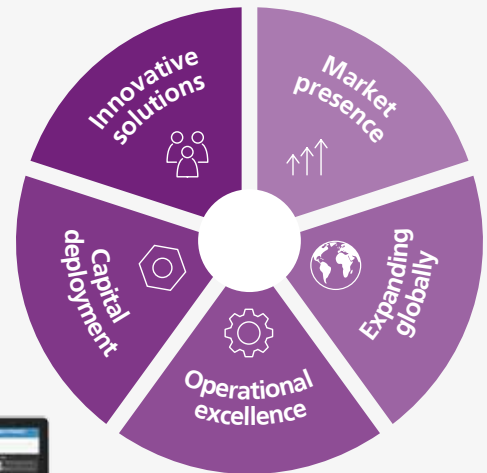 Innovative
solutions
Market
presence
Expanding
globally
Operational
excellence
Capital
deployment